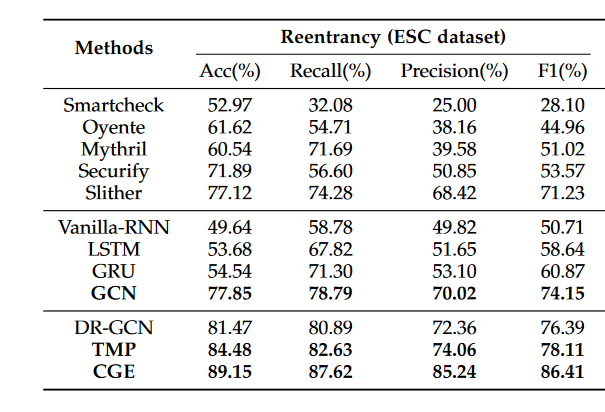 Methods Reentrancy (ESC dataset)
Acc(%) Recall(%) Precision(%) F1(%)
Smartcheck 52.97 32.08 25.00 28.10
Oyente 61.62 54.71 38.16 44.96
Mythril 60.54 71.69 39.58 51.02
Securify 71.89 56.60 50.85 53.57
Slither 77.12 74.28 68.42 71.23
Vanilla-RNN 49.64 58.78 49.82 50.71
LSTM 53.68 67.82 51.65 58.64
GRU 54.54 71.30 53.10 60.87
GCN 77.85 78.79 70.02 74.15
DR-GCN 81.47 80.89 72.36 76.39
TMP 84.48 82.63 74.06 78.11
CGE 89.15 87.62 85.24 86.41